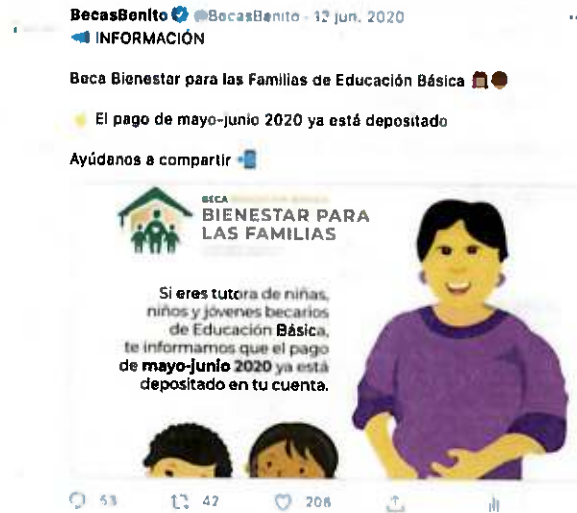 BecasBenito @BecasBenito - 12 jun. 2020
INFORMACIÓN
Beca Bienestar para las Familias de Educación Básica
El pago de mayo-junio 2020 ya está depositado
Ayúdanos a compartir
BECA
BIENESTAR PARA
LAS FAMILIAS
Si eres tutora de niñas,
niños y jóvenes becarios
de Educación Básica,
te informamos que el pago
de mayo-junio 2020 ya está
depositado en tu cuenta.
53 42 206